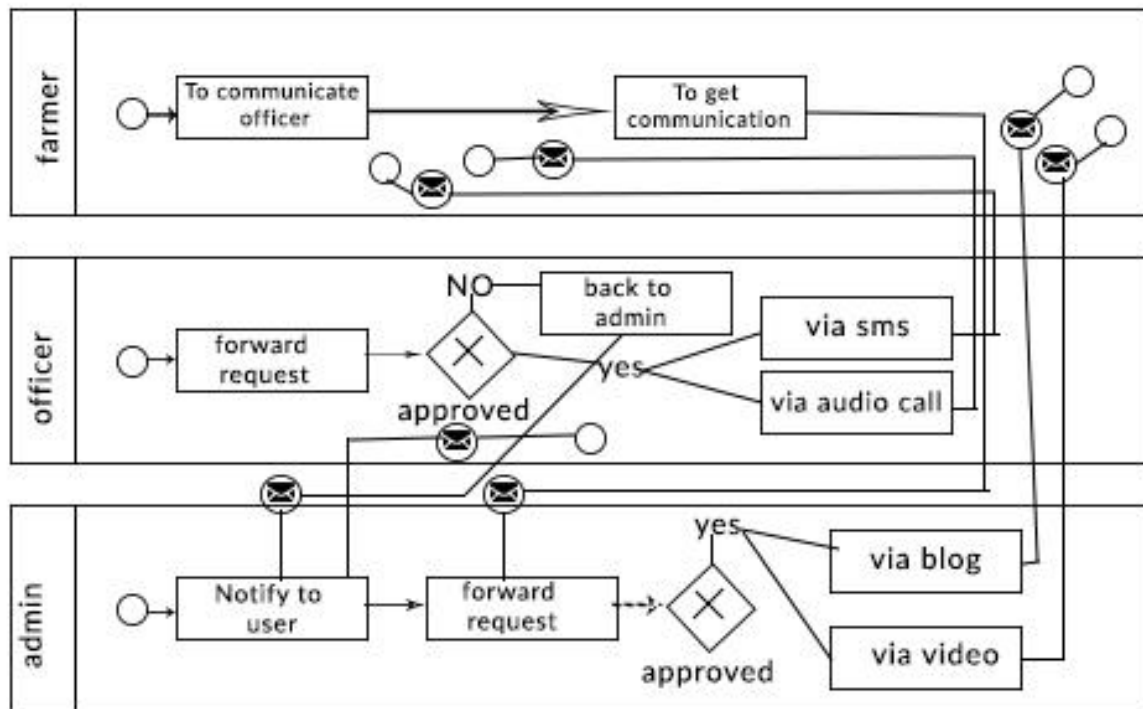 farmer
To communicate
officer
To get
communication
officer
forward
request
NO
approved
back to
admin
yes
via sms
via audio call
admin
Notify to
user
forward
request
yes
approved
via blog
via video